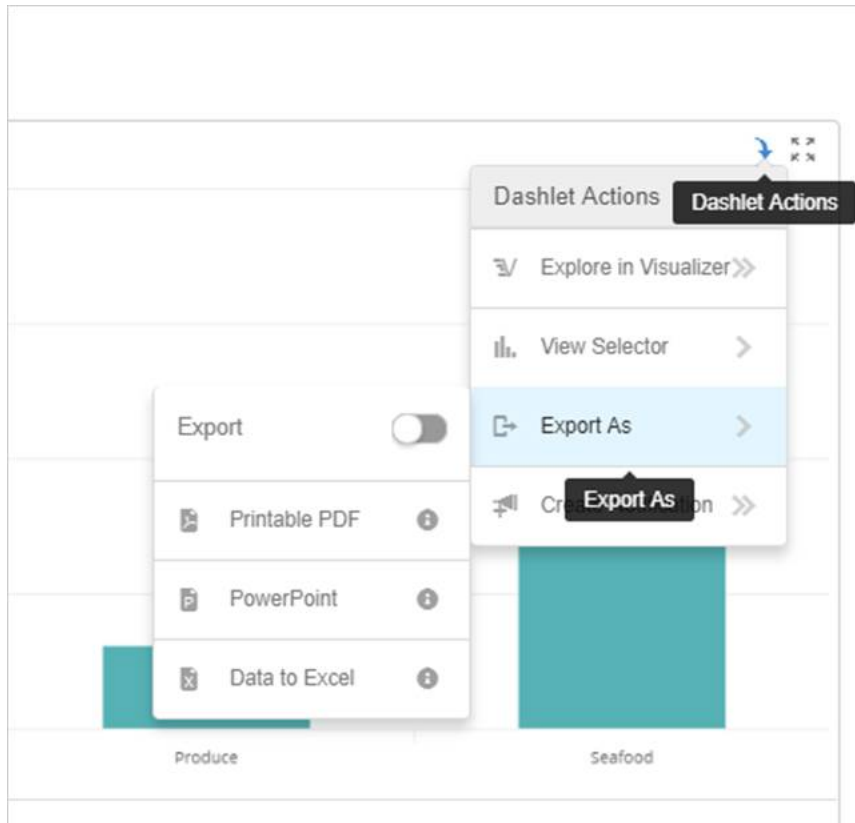 Dashlet Actions
Dashlet Actions
Explore in Visualizer
View Selector
Export
Export As
Export As
Printable PDF
PowerPoint
Data to Excel
Produce
Seafood